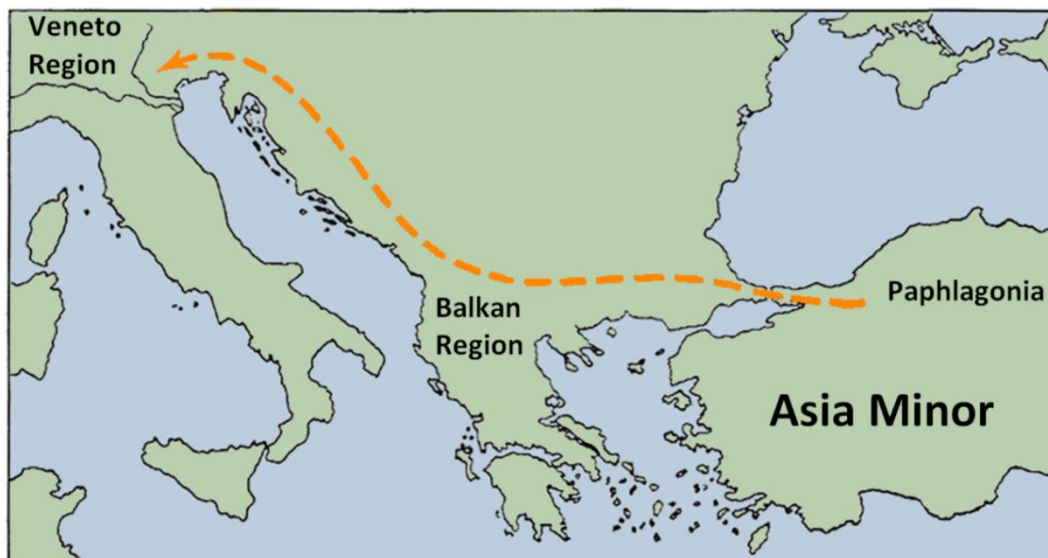 Veneto
Region
Paphlagonia
Balkan
Region
Asia Minor